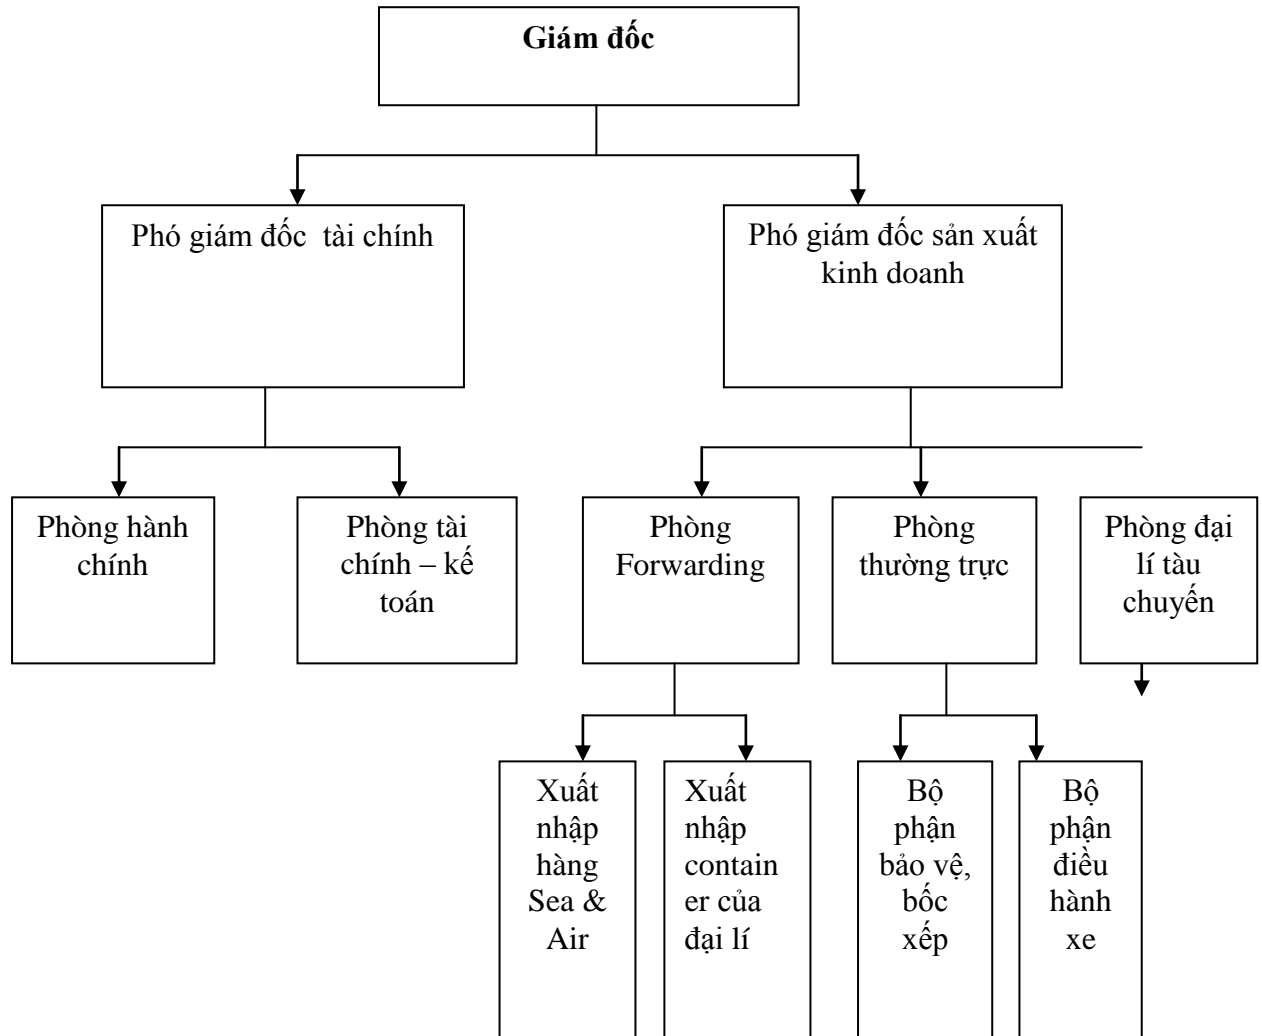 Giám đốc
Phó giám đốc tài chính
Phó giám đốc sản xuất
kinh doanh
Phòng hành
chính
Phòng tài
chính – kế
toán
Phòng
Forwarding
Phòng
thường trực
Phòng đại
lí tàu
chuyến
Xuất
nhập
hàng
Sea &
Air
Xuất
nhập
contain
er của
đại lí
Bộ
phận
bảo vệ,
bốc
xếp
Bộ
phận
điều
hành
xe